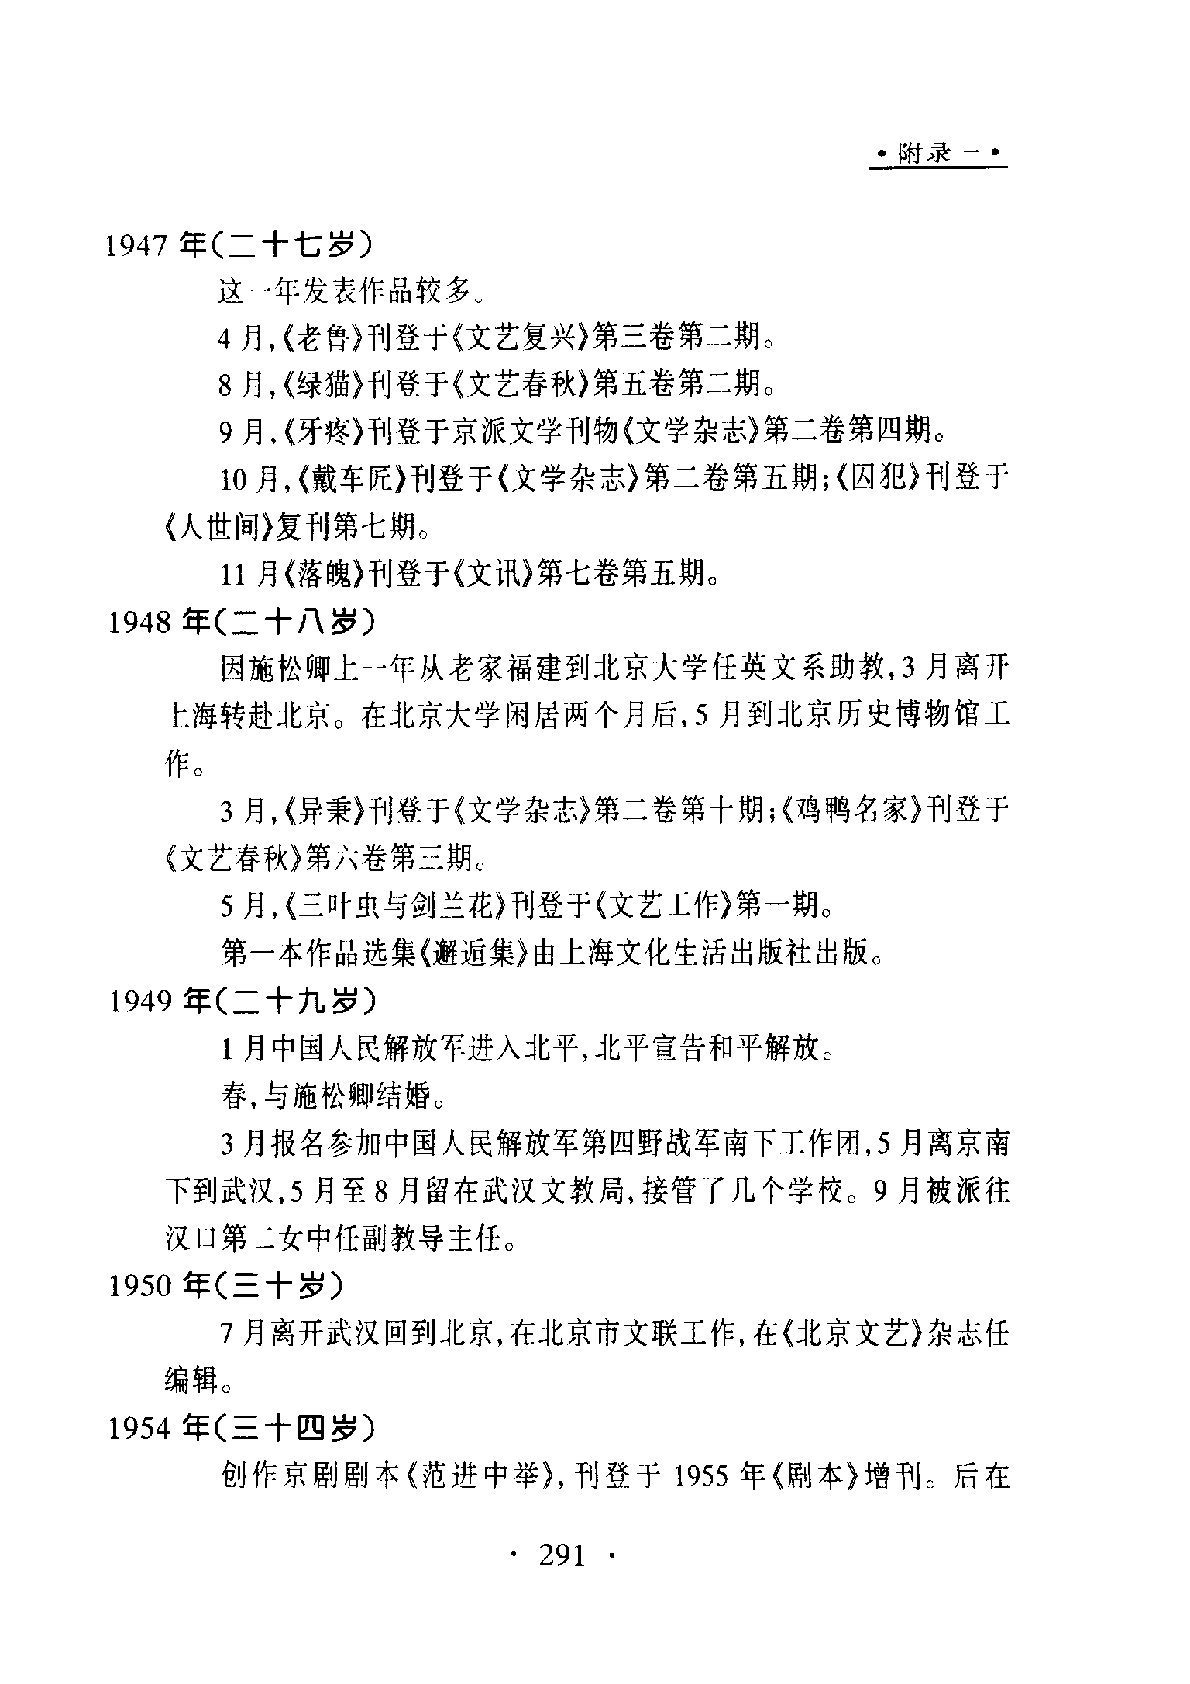 ·附录一·
1947 年(二十七岁)
这一年发表作品较多。
4 月,《老鲁》刊登于《文艺复兴》第三卷第二期。
8 月,《绿猫》刊登于《文艺春秋》第五卷第二期。
9 月,《牙疼》刊登于京派文学刊物《文学杂志》第二卷第四期。
10 月,《戴车匠》刊登于《文学杂志》第二卷第五期;《囚犯》刊登于
《人世间》复刊第七期。
11 月《落魄》刊登于《文讯》第七卷第五期。
1948 年(二十八岁)
因施松卿上一年从老家福建到北京大学任英文系助教,3 月离开
上海转赴北京。在北京大学闲居两个月后,5 月到北京历史博物馆工
作。
3 月,《异秉》刊登于《文学杂志》第二卷第十期;《鸡鸭名家》刊登于
《文艺春秋》第六卷第三期。
5 月,《三叶虫与剑兰花》刊登于《文艺工作》第一期。
第一本作品选集《邂逅集》由上海文化生活出版社出版。
1949 年(二十九岁)
1 月中国人民解放军进入北平,北平宣告和平解放。
春,与施松卿结婚。
3 月报名参加中国人民解放军第四野战军南下工作团,5 月离京南
下到武汉,5 月至 8 月留在武汉文教局,接管了几个学校。9 月被派往
汉口第二女中任副教导主任。
1950 年(三十岁)
7 月离开武汉回到北京,在北京市文联工作,在《北京文艺》杂志任
编辑。
1954 年(三十四岁)
创作京剧剧本《范进中举》,刊登于 1955 年《剧本》增刊。后在
· 291 ·